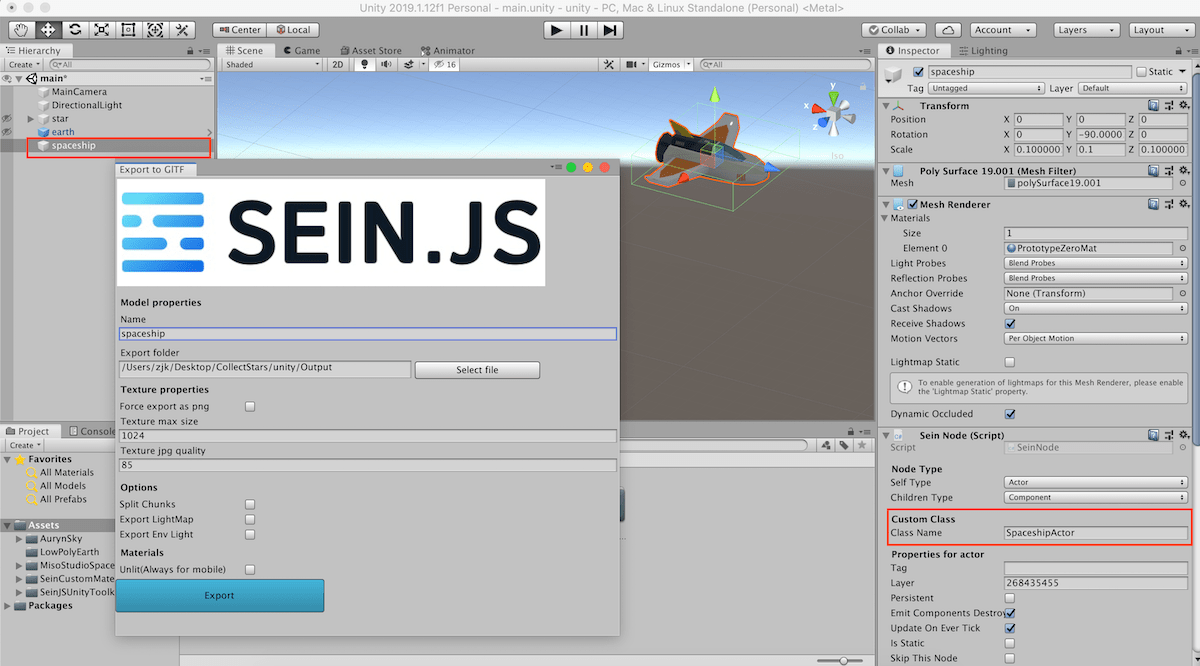 Unity 2019.1.12f1 Personal - main.unity - unity - PC, Mac & Linux Standalone (Personal) <Metal>
Center Local Collab Account Layers Layout
Hierarchy
Create All
main*
MainCamera
DirectionalLight
star
earth
spaceship
Scene Game Asset Store Animator
Shaded 2D 16 Gizmos All
x y z
Iso
Export to GlTF
SEIN.JS
Model properties
Name
spaceship
Export folder
/Users/zjk/Desktop/CollectStars/unity/Output Select file
Texture properties
Force export as png
Texture max size
1024
Texture jpg quality
85
Options
Split Chunks
Export LightMap
Export Env Light
Materials
Unlit(Always for mobile)
Export
Project Console
Create
Favorites
All Materials
All Models
All Prefabs
Assets
AurynSky
LowPolyEarth
MisoStudioSpace
SeinCustomMate
SeinJSUnityToolk
Packages
Inspector Lighting
spaceship Static
Tag Untagged Layer Default
Transform
Position X 0 Y 0 Z 0
Rotation X 0 Y -90.0000 Z 0
Scale X 0.100000 Y 0.1 Z 0.100000
Poly Surface 19.001 (Mesh Filter)
Mesh polySurface19.001
Mesh Renderer
Materials
Size 1
Element 0 PrototypeZeroMat
Light Probes Blend Probes
Reflection Probes Blend Probes
Anchor Override None (Transform)
Cast Shadows On
Receive Shadows
Motion Vectors Per Object Motion
Lightmap Static
To enable generation of lightmaps for this Mesh Renderer, please enable
the 'Lightmap Static' property.
Dynamic Occluded
Sein Node (Script)
Script SeinNode
Node Type
Self Type Actor
Children Type Component
Custom Class
Class Name SpaceshipActor
Properties for actor
Tag
Layer 268435455
Persistent
Emit Components Destroy
Update On Ever Tick
Is Static
Skip This Node